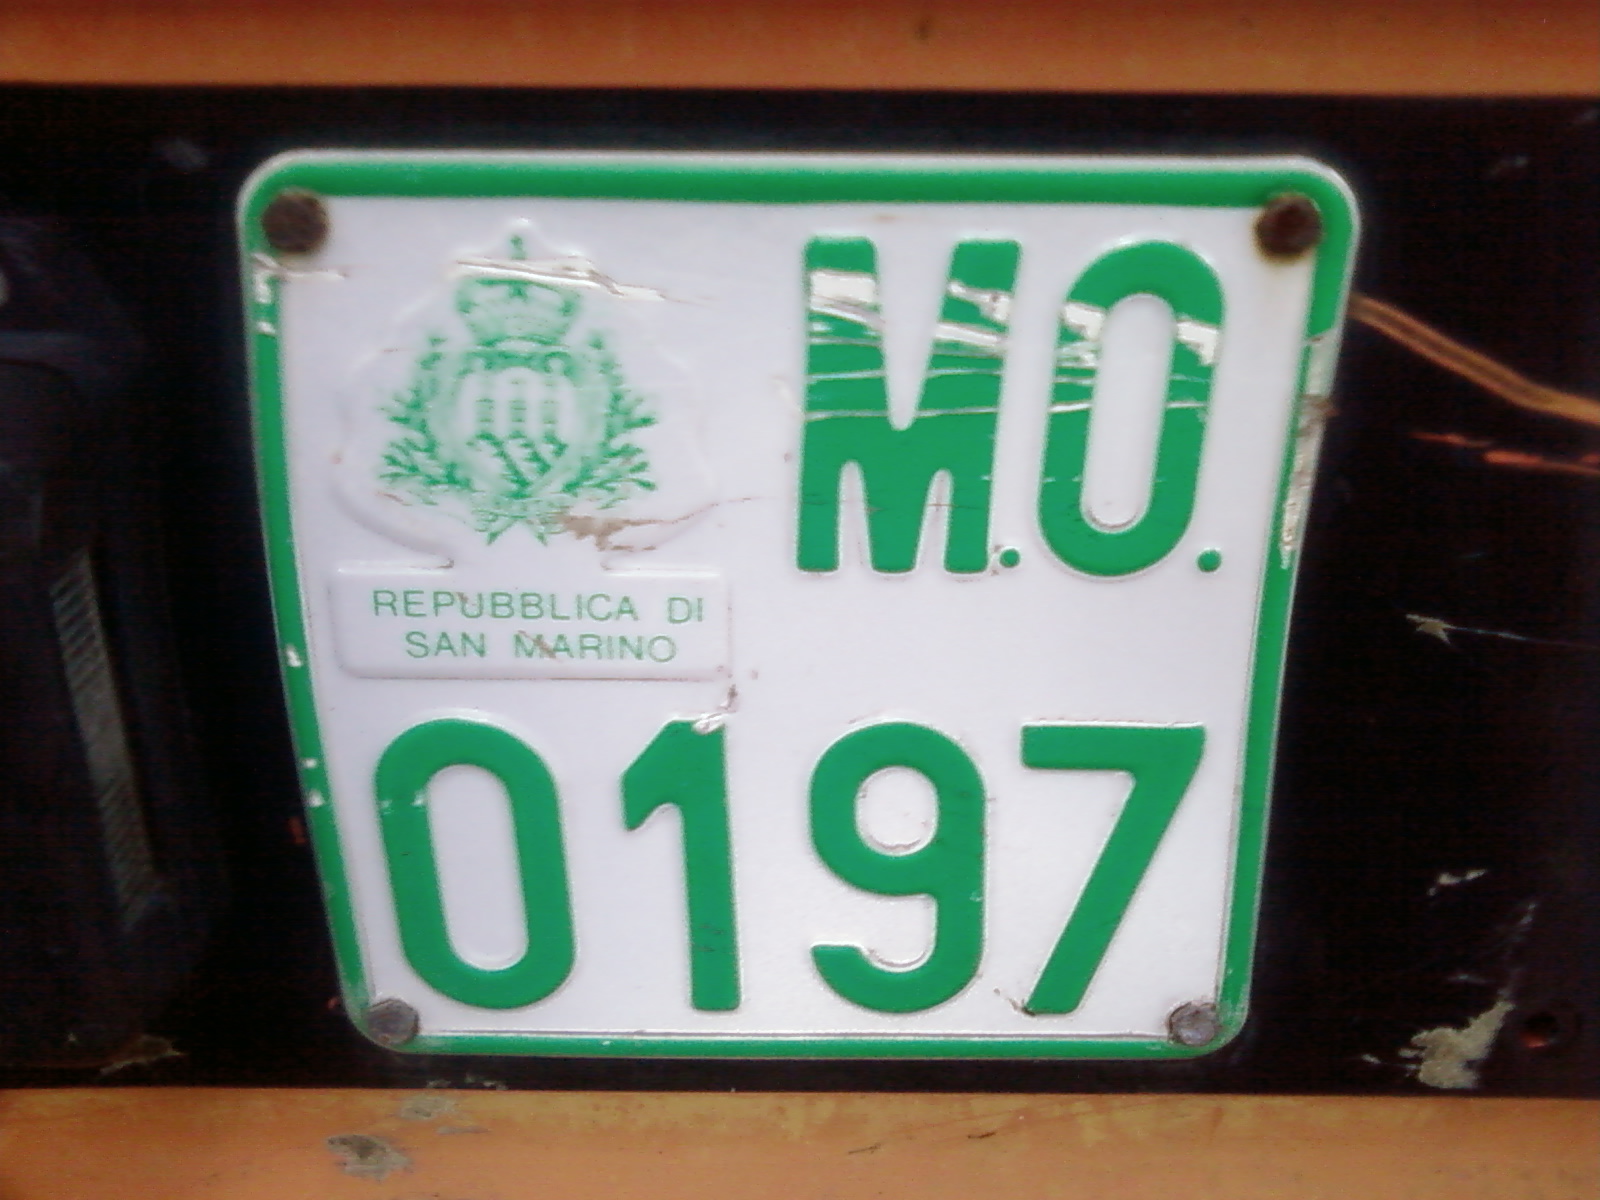 M.O.
REPUBBLICA DI
SAN MARINO
0197